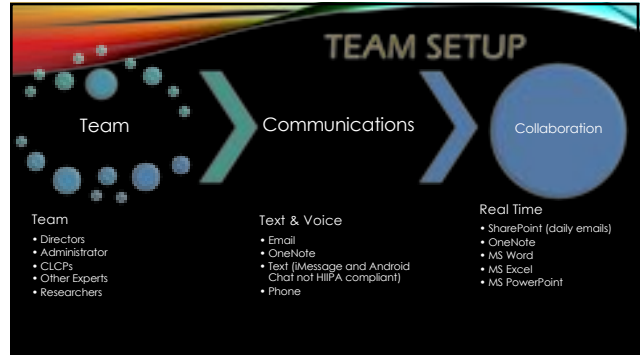 TEAM SETUP
Team
Communications
Collaboration
Team
• Directors
• Administrator
• CLCPs
• Other Experts
• Researchers
Text & Voice
• Email
• OneNote
• Text (iMessage and Android
Chat not HIIPA compliant)
• Phone
Real Time
• SharePoint (daily emails)
• OneNote
• MS Word
• MS Excel
• MS PowerPoint